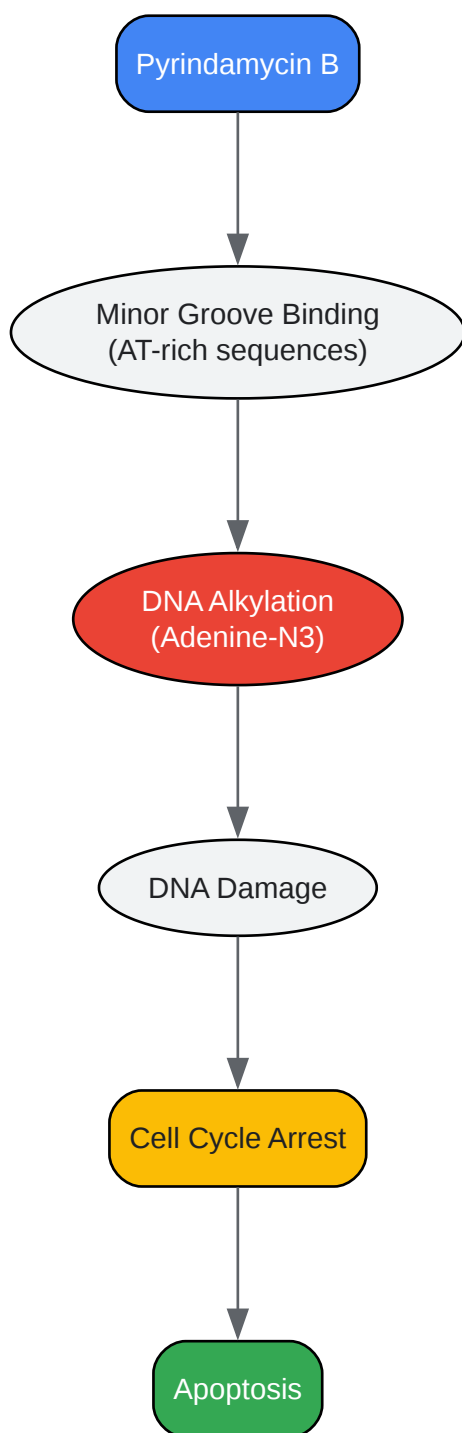 Pyrindamycin B
Minor Groove Binding
(AT-rich sequences)
DNA Alkylation
(Adenine-N3)
DNA Damage
Cell Cycle Arrest
Apoptosis